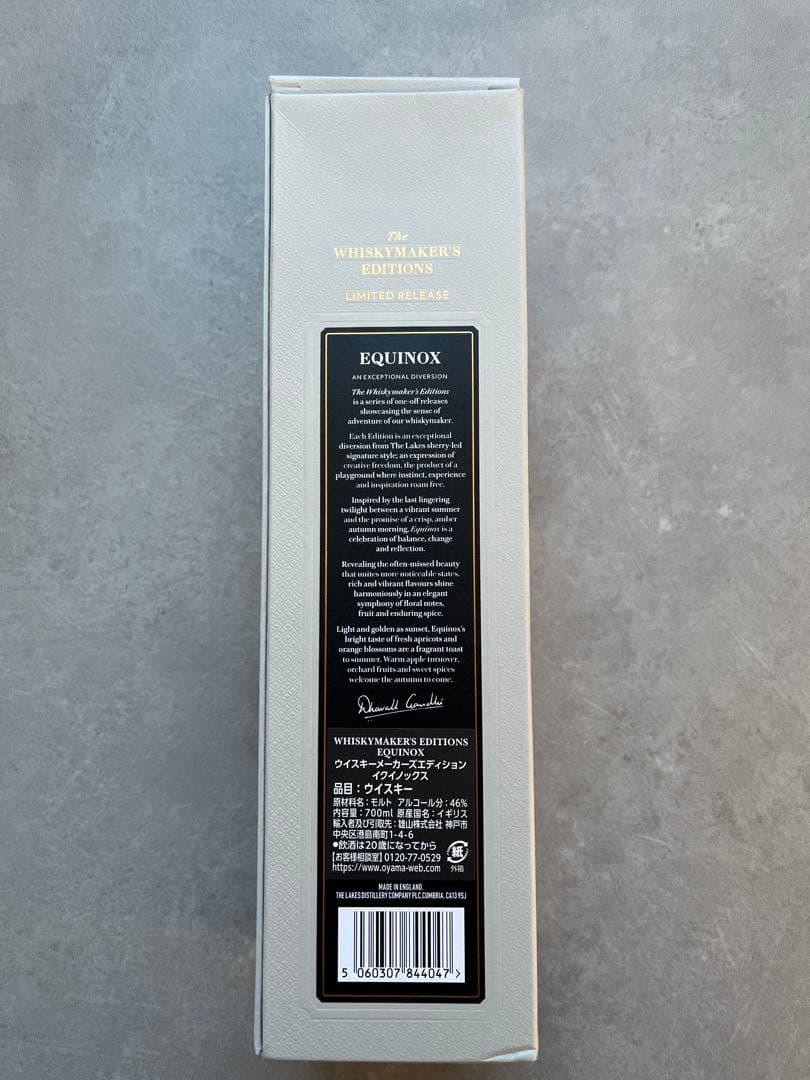 The
WHISKYMAKER'S
EDITIONS
LIMITED RELEASE
EQUINOX
AN EXCEPTIONAL DIVERSION
The Whiskymaker's Editions
is a series of one-off releases
showcasing the sense of
adventure of our whiskymaker.
Each Edition is an exceptional
diversion from The Lakes sherry-led
signature style; an expression of
creative freedom, the product of a
playground where instinct, experience
and inspiration roam free.
Inspired by the last lingering
twilight between a vibrant summer
and the promise of a crisp, amber
autumn morning, Equinox is a
celebration of balance, change
and reflection.
Revealing the often-missed beauty
that unites more noticeable states,
rich and vibrant flavours shine
harmoniously in an elegant
symphony of floral notes,
fruit and enduring spice.
Light and golden as sunset, Equinox's
bright taste of fresh apricots and
orange blossoms are a fragrant toast
to summer. Warm apple turnover,
orchard fruits and sweet spices
welcome the autumn to come.
Dhavall Gandhi
WHISKYMAKER'S EDITIONS
EQUINOX
ウイスキーメーカーズエディション
イクイノックス
品目：ウイスキー
原材料名：モルト アルコール分：46%
内容量：700ml 原産国名：イギリス
輸入者及び引取先：雄山株式会社 神戸市
中央区港島南町1-4-6
●飲酒は20歳になってから
【お客様相談室】0120-77-0529
https://www.oyama-web.com
紙
外箱
MADE IN ENGLAND.
THE LAKES DISTILLERY COMPANY PLC, CUMBRIA, CA13 9SJ
5 060307 844047 >